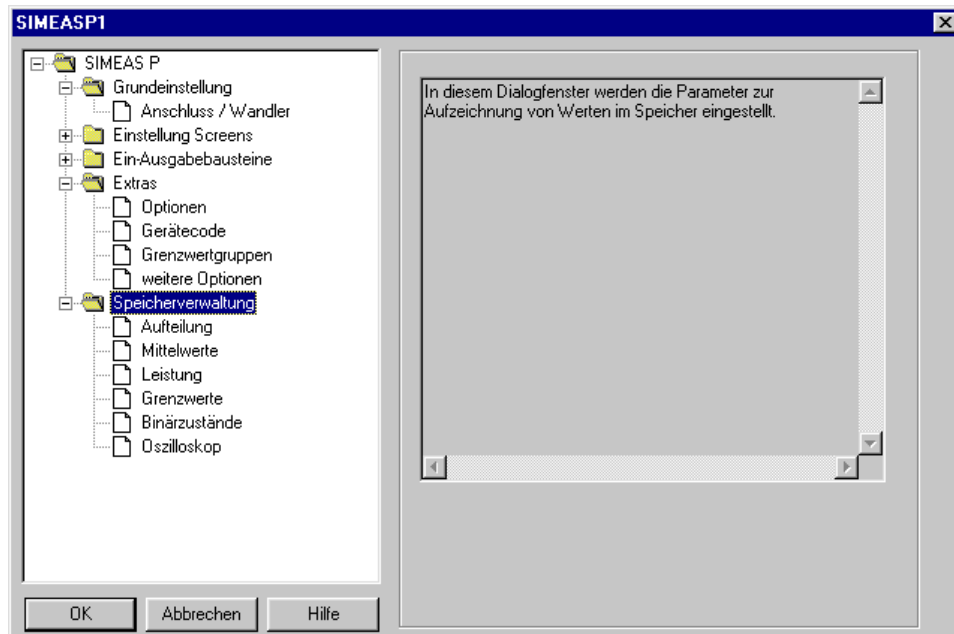 SIMEASP1
SIMEAS P
Grundeinstellung
Anschluss / Wandler
Einstellung Screens
Ein-Ausgabebausteine
Extras
Optionen
Gerätecode
Grenzwertgruppen
weitere Optionen
Speicherverwaltung
Aufteilung
Mittelwerte
Leistung
Grenzwerte
Binärzustände
Oszilloskop
In diesem Dialogfenster werden die Parameter zur
Aufzeichnung von Werten im Speicher eingestellt.
OK
Abbrechen
Hilfe